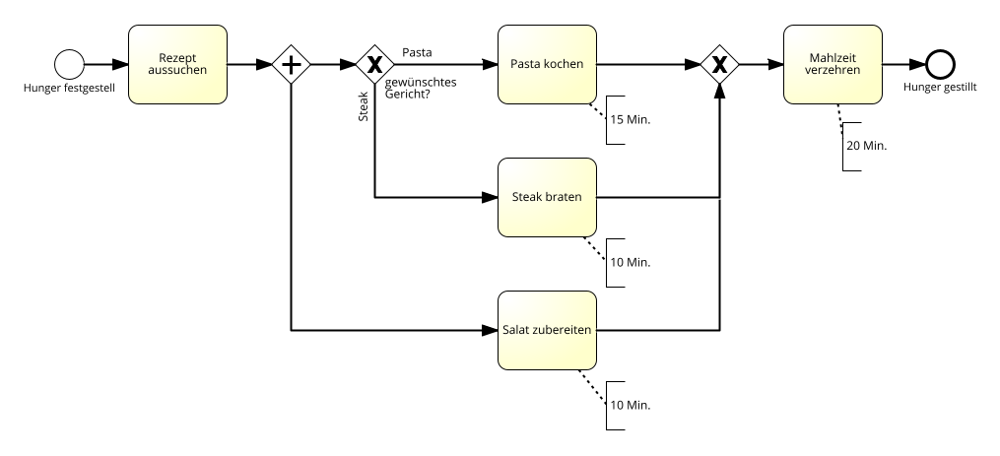 Hunger festgestell
Rezept
aussuchen
Pasta
gewünschtes
Gericht?
Steak
Pasta kochen
15 Min.
Steak braten
10 Min.
Salat zubereiten
10 Min.
Mahlzeit
verzehren
20 Min.
Hunger gestillt